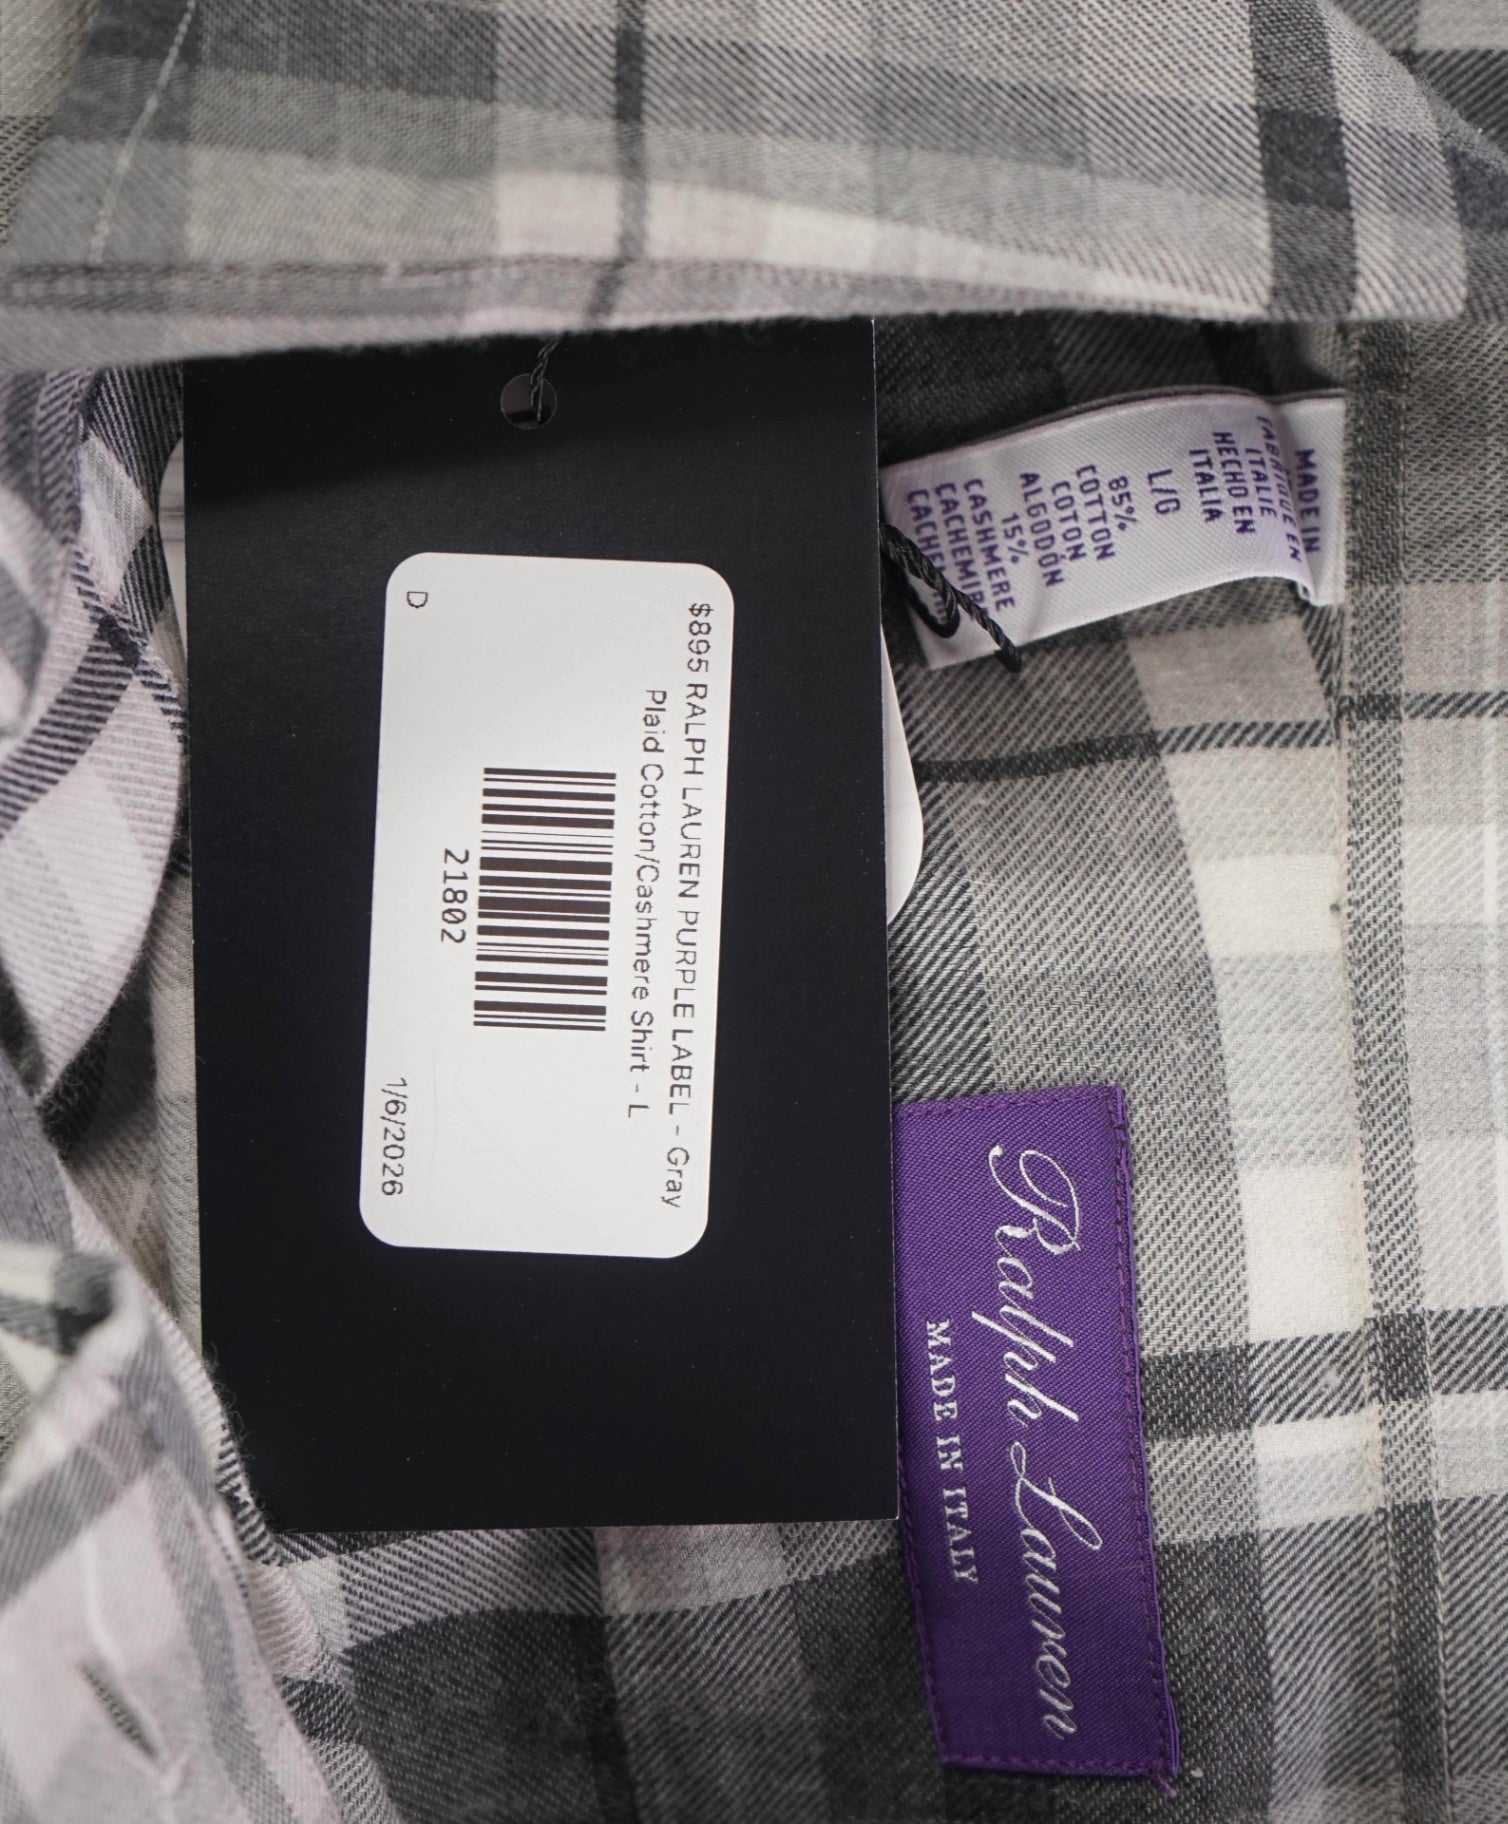 $895 RALPH LAUREN PURPLE LABEL - Gray
Plaid Cotton/Cashmere Shirt - L
21802
D
1/6/2026
MADE IN
FABRIQUE EN
ITALIE
HECHO EN
ITALIA
L/G
85%
COTTON
COTON
ALGODÓN
15%
CASHMERE
Ralph Lauren
MADE IN ITALY